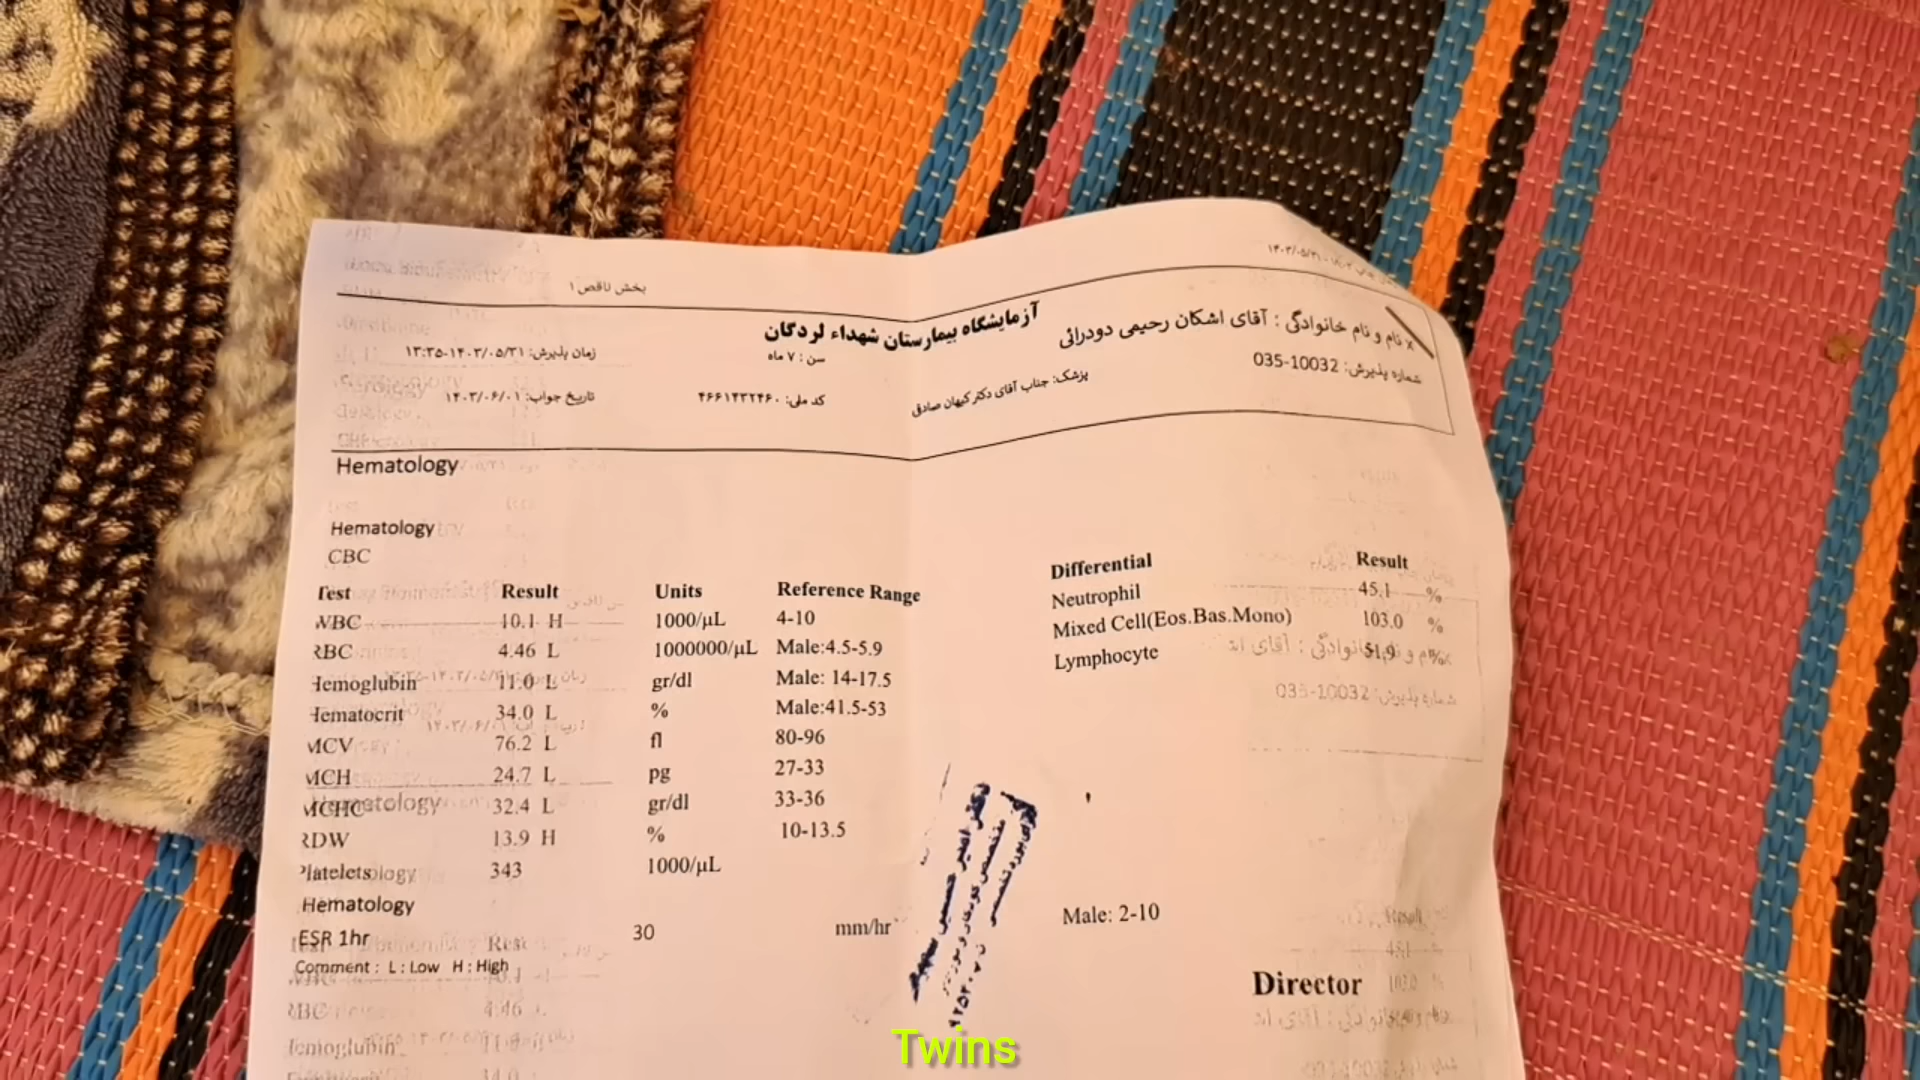 بخش ناقص ۱
آزمایشگاه بیمارستان شهداء لردگان
x نام و نام خانوادگی : آقای اشکان رحیمی دودرائی
سن : ۷ ماه
زمان پذیرش: ۱۴۰۳/۰۵/۳۱-۱۳:۳۵
شماره پذیرش: 035-10032
پزشک: جناب آقای دکتر کیهان صادق
کد ملی: ۴۶۶۱۴۳۲۴۶۰
تاریخ جواب: ۱۴۰۳/۰۶/۰۱
Hematology
Hematology
CBC
Test Result Units Reference Range
WBC 10.1 H 1000/µL 4-10
RBC 4.46 L 1000000/µL Male:4.5-5.9
Hemoglubin 11.0 L gr/dl Male: 14-17.5
Hematocrit 34.0 L % Male:41.5-53
MCV 76.2 L fl 80-96
MCH 24.7 L pg 27-33
MCHC 32.4 L gr/dl 33-36
RDW 13.9 H % 10-13.5
Platelets 343 1000/µL
Differential Result
Neutrophil 45.1 %
Mixed Cell(Eos.Bas.Mono) 103.0 %
Lymphocyte 51.9 %
Hematology
ESR 1hr 30 mm/hr Male: 2-10
Comment : L : Low H : High
Director
Twins